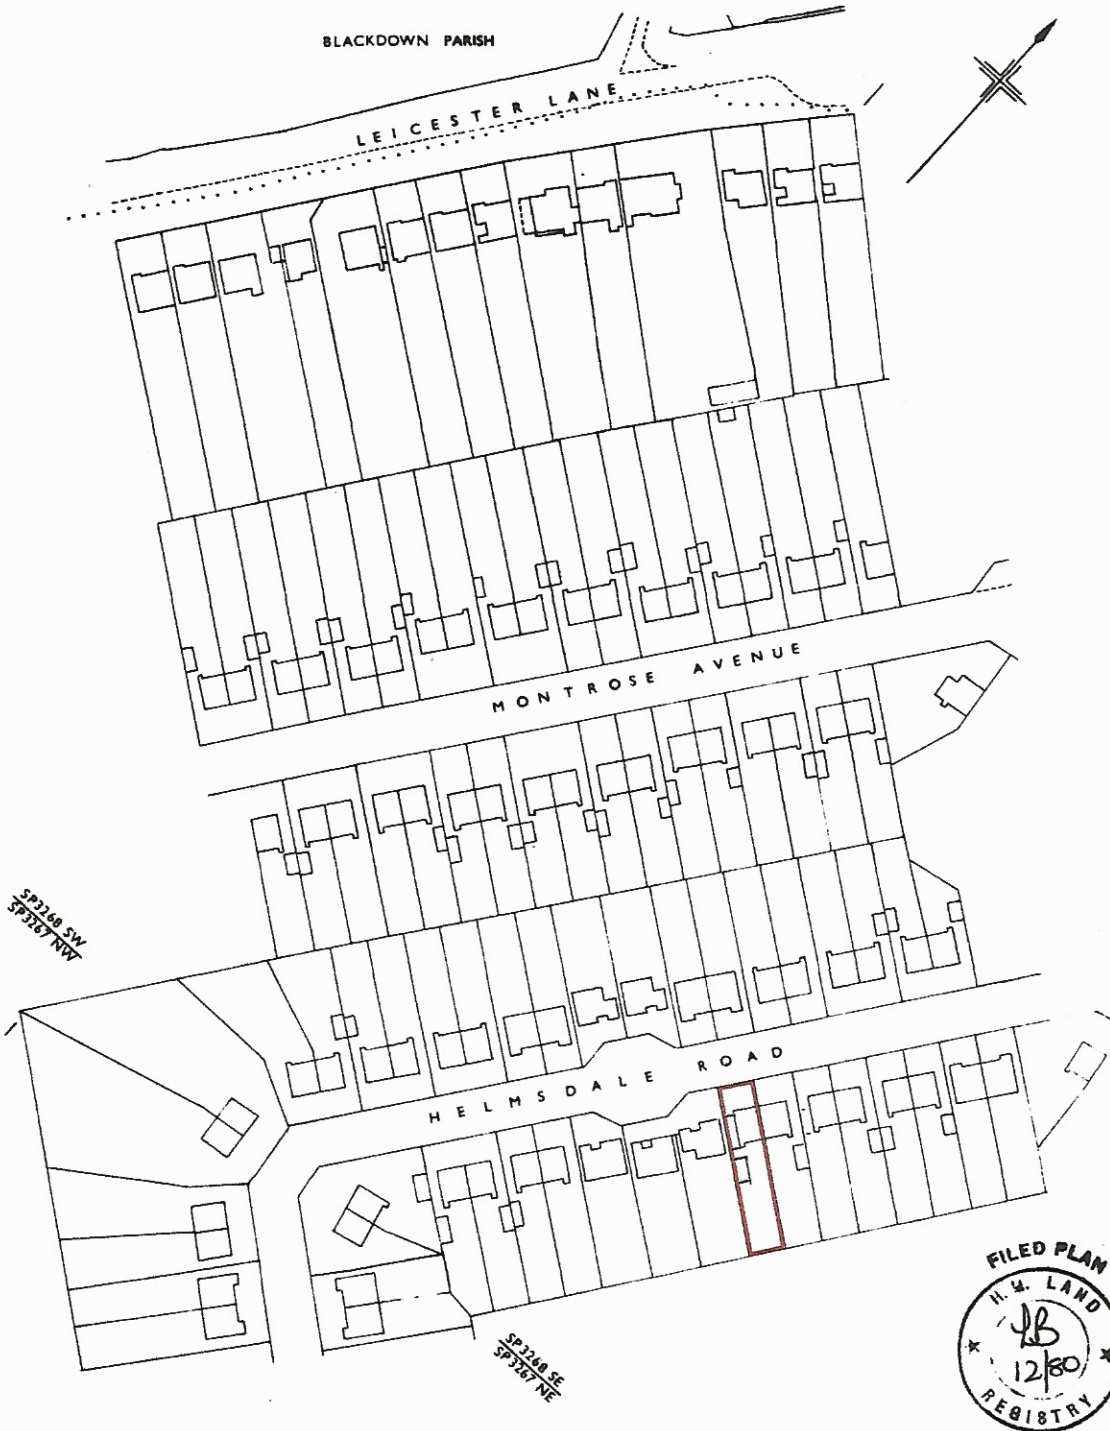 BLACKDOWN PARISH
LEICESTER LANE
MONTROSE AVENUE
SP3268 SW
SP3267 NW
HELMSDALE ROAD
SP3268 SE
SP3267 NE
FILED PLAN
H. M. LAND
LB
12/80
REGISTRY